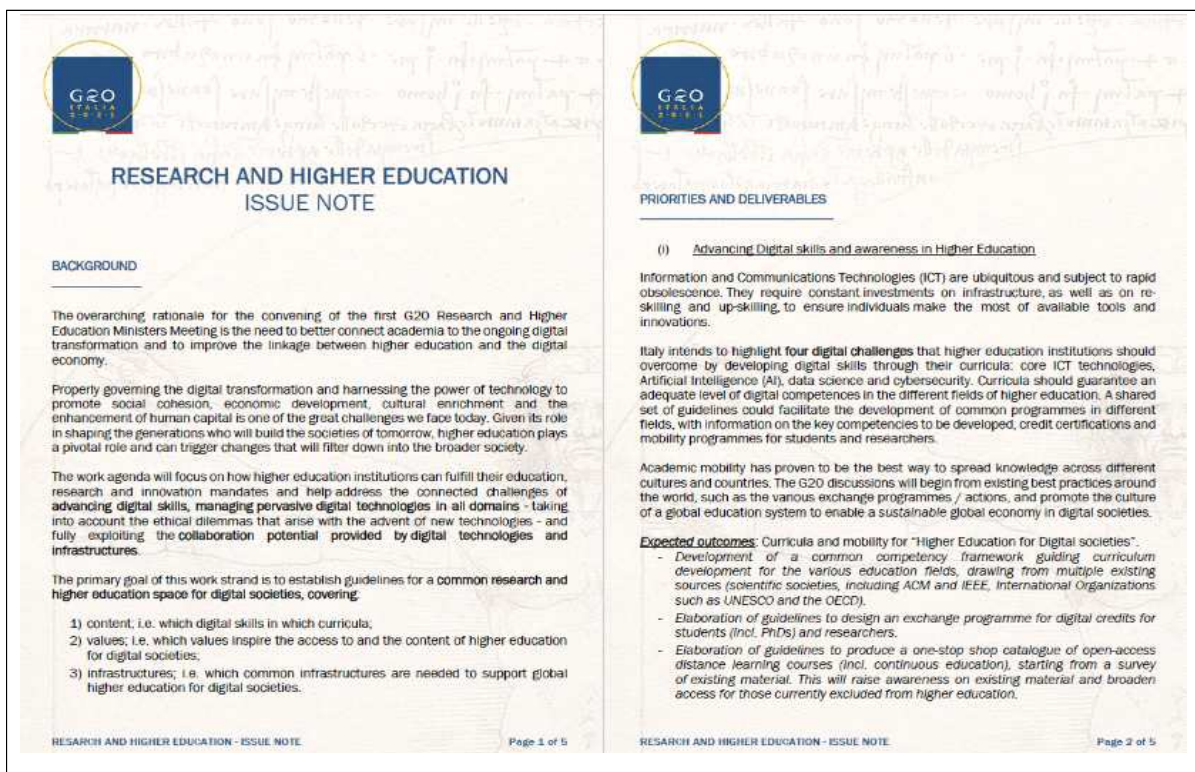 G20
ITALIA
2021
RESEARCH AND HIGHER EDUCATION
ISSUE NOTE
BACKGROUND
The overarching rationale for the convening of the first G20 Research and Higher
Education Ministers Meeting is the need to better connect academia to the ongoing digital
transformation and to improve the linkage between higher education and the digital
economy.
Properly governing the digital transformation and harnessing the power of technology to
promote social cohesion, economic development, cultural enrichment and the
enhancement of human capital is one of the great challenges we face today. Given its role
in shaping the generations who will build the societies of tomorrow, higher education plays
a pivotal role and can trigger changes that will filter down into the broader society.
The work agenda will focus on how higher education institutions can fulfill their education,
research and innovation mandates and help address the connected challenges of
advancing digital skills, managing pervasive digital technologies in all domains - taking
into account the ethical dilemmas that arise with the advent of new technologies - and
fully exploiting the collaboration potential provided by digital technologies and
infrastructures.
The primary goal of this work strand is to establish guidelines for a common research and
higher education space for digital societies, covering:
1) content; i.e. which digital skills in which curricula;
2) values; i.e. which values inspire the access to and the content of higher education
for digital societies;
3) infrastructures; i.e. which common infrastructures are needed to support global
higher education for digital societies.
RESARCH AND HIGHER EDUCATION - ISSUE NOTE Page 1 of 5
G20
ITALIA
2021
PRIORITIES AND DELIVERABLES
(i) Advancing Digital skills and awareness in Higher Education
Information and Communications Technologies (ICT) are ubiquitous and subject to rapid
obsolescence. They require constant investments on infrastructure, as well as on re-
skilling and up-skilling, to ensure individuals make the most of available tools and
innovations.
Italy intends to highlight four digital challenges that higher education institutions should
overcome by developing digital skills through their curricula: core ICT technologies,
Artificial Intelligence (AI), data science and cybersecurity. Curricula should guarantee an
adequate level of digital competences in the different fields of higher education. A shared
set of guidelines could facilitate the development of common programmes in different
fields, with information on the key competencies to be developed, credit certifications and
mobility programmes for students and researchers.
Academic mobility has proven to be the best way to spread knowledge across different
cultures and countries. The G20 discussions will begin from existing best practices around
the world, such as the various exchange programmes / actions, and promote the culture
of a global education system to enable a sustainable global economy in digital societies.
Expected outcomes: Curricula and mobility for “Higher Education for Digital societies”.
- Development of a common competency framework guiding curriculum
development for the various education fields, drawing from multiple existing
sources (scientific societies, including ACM and IEEE, International Organizations
such as UNESCO and the OECD).
- Elaboration of guidelines to design an exchange programme for digital credits for
students (incl. PhDs) and researchers.
- Elaboration of guidelines to produce a one-stop shop catalogue of open-access
distance learning courses (incl. continuous education), starting from a survey
of existing material. This will raise awareness on existing material and broaden
access for those currently excluded from higher education.
RESARCH AND HIGHER EDUCATION - ISSUE NOTE Page 2 of 5